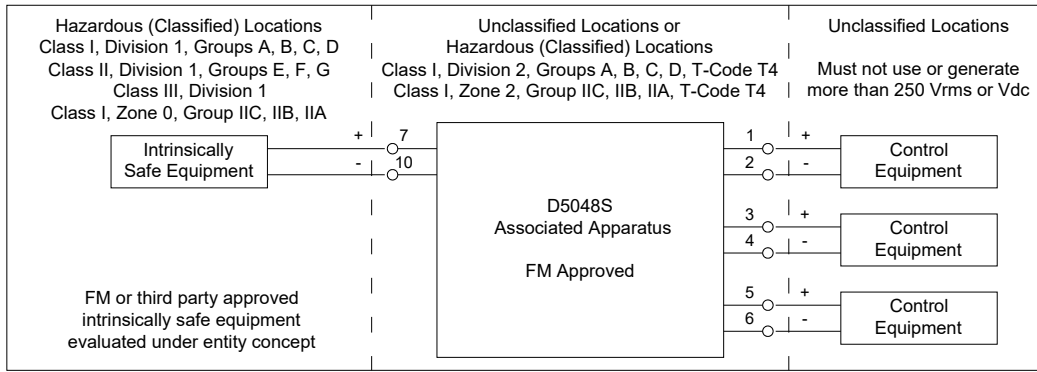 Hazardous (Classified) Locations
Class I, Division 1, Groups A, B, C, D
Class II, Division 1, Groups E, F, G
Class III, Division 1
Class I, Zone 0, Group IIC, IIB, IIA
+
7
-
10
Intrinsically
Safe Equipment
FM or third party approved
intrinsically safe equipment
evaluated under entity concept
Unclassified Locations or
Hazardous (Classified) Locations
Class I, Division 2, Groups A, B, C, D, T-Code T4
Class I, Zone 2, Group IIC, IIB, IIA, T-Code T4
D5048S
Associated Apparatus
FM Approved
Unclassified Locations
Must not use or generate
more than 250 Vrms or Vdc
1
+
2
-
Control
Equipment
3
+
4
-
Control
Equipment
5
+
6
-
Control
Equipment